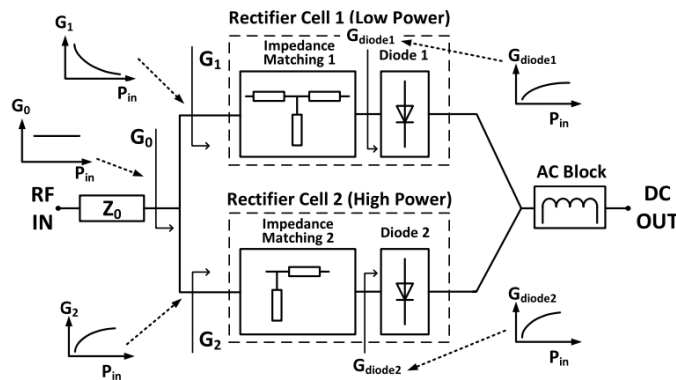 Rectifier Cell 1 (Low Power)
G1
Pin
G1
Impedance
Matching 1
Gdiode1
Diode 1
Gdiode1
Pin
G0
Pin
G0
RF
IN
Z0
AC Block
DC
OUT
Rectifier Cell 2 (High Power)
Impedance
Matching 2
Diode 2
G2
Pin
G2
Gdiode2
Gdiode2
Pin